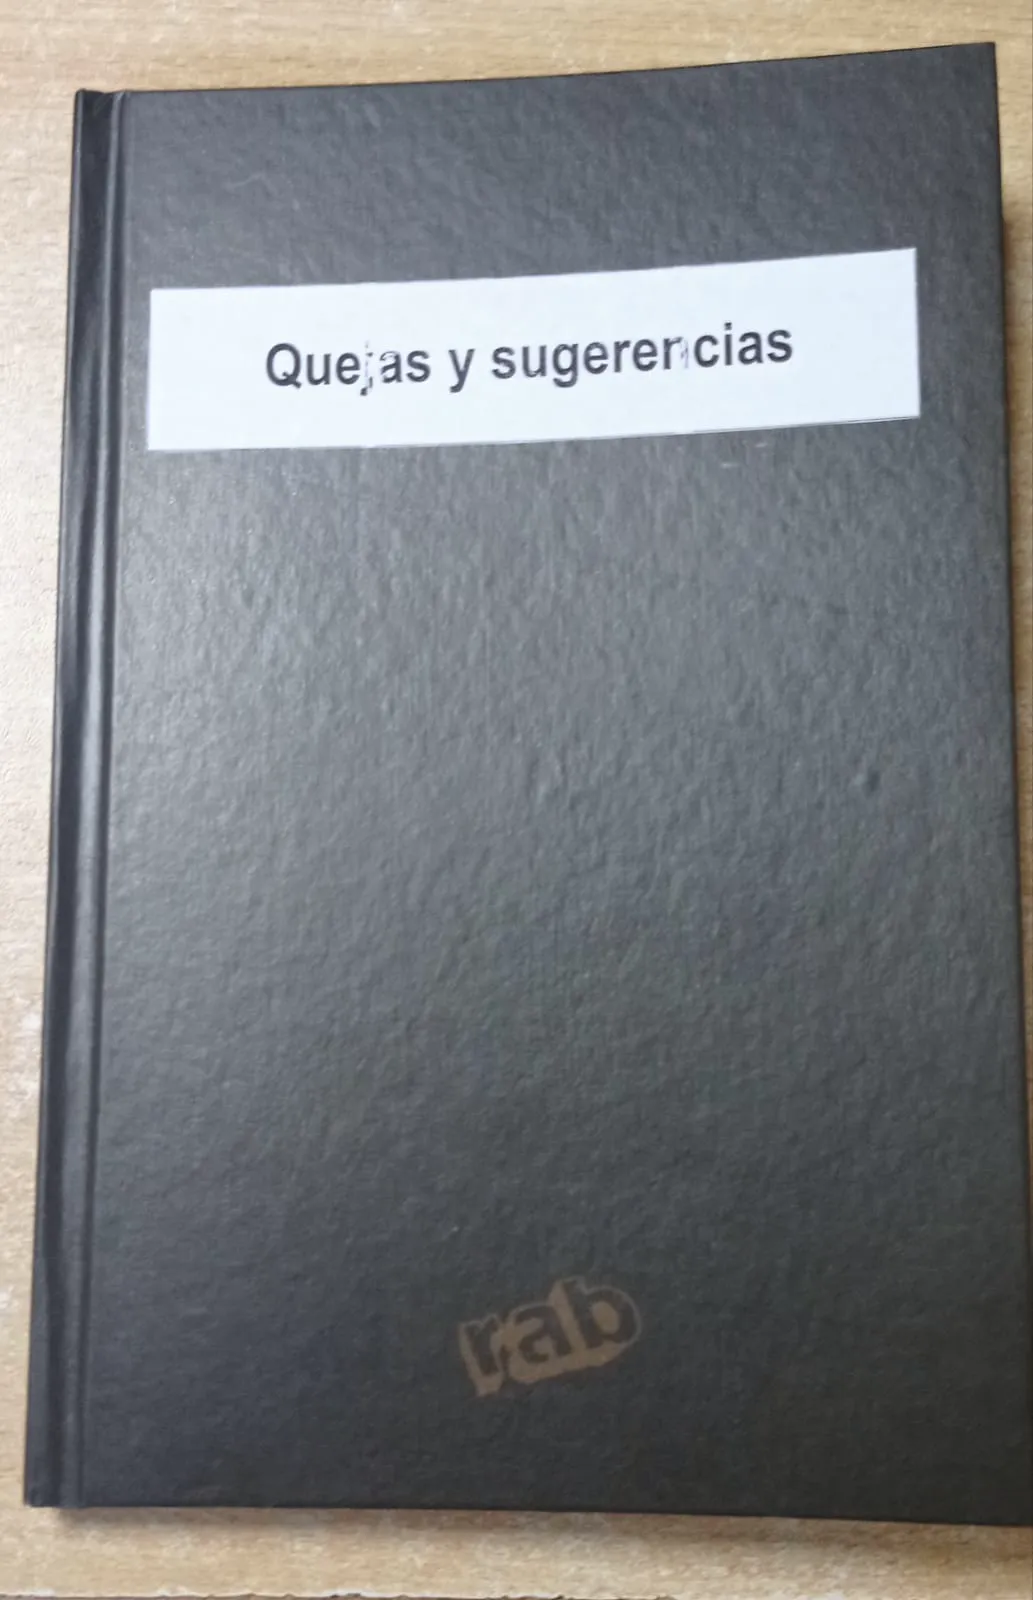 Quejas y sugerencias
rab